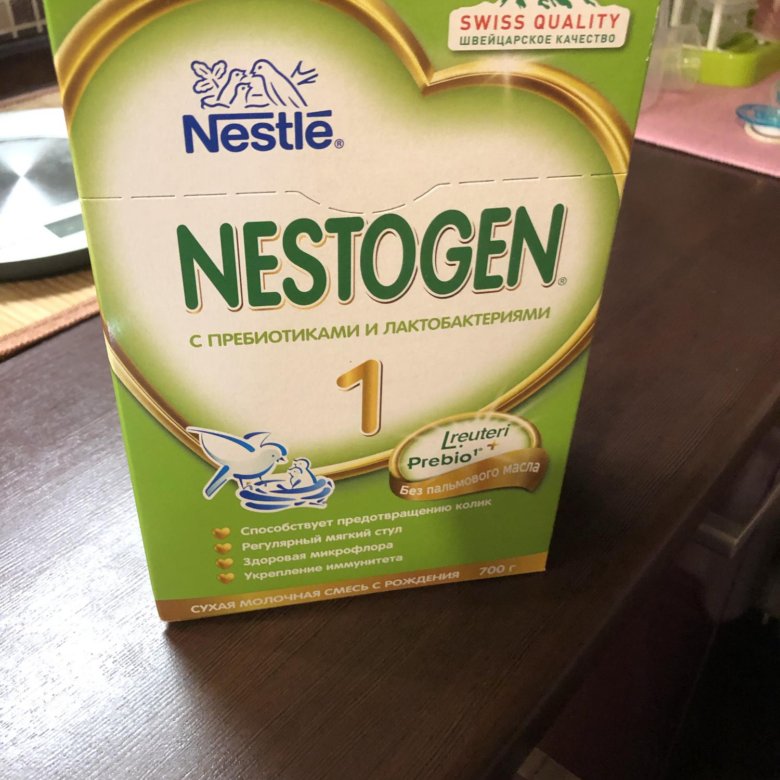 SWISS QUALITY
ШВЕЙЦАРСКОЕ КАЧЕСТВО
Nestlé®
NESTOGEN®
С ПРЕБИОТИКАМИ И ЛАКТОБАКТЕРИЯМИ
1
L.reuteri
+
Prebio1™
Без пальмового масла
Способствует предотвращению колик
Регулярный мягкий стул
Здоровая микрофлора
Укрепление иммунитета
СУХАЯ МОЛОЧНАЯ СМЕСЬ С РОЖДЕНИЯ 700 г